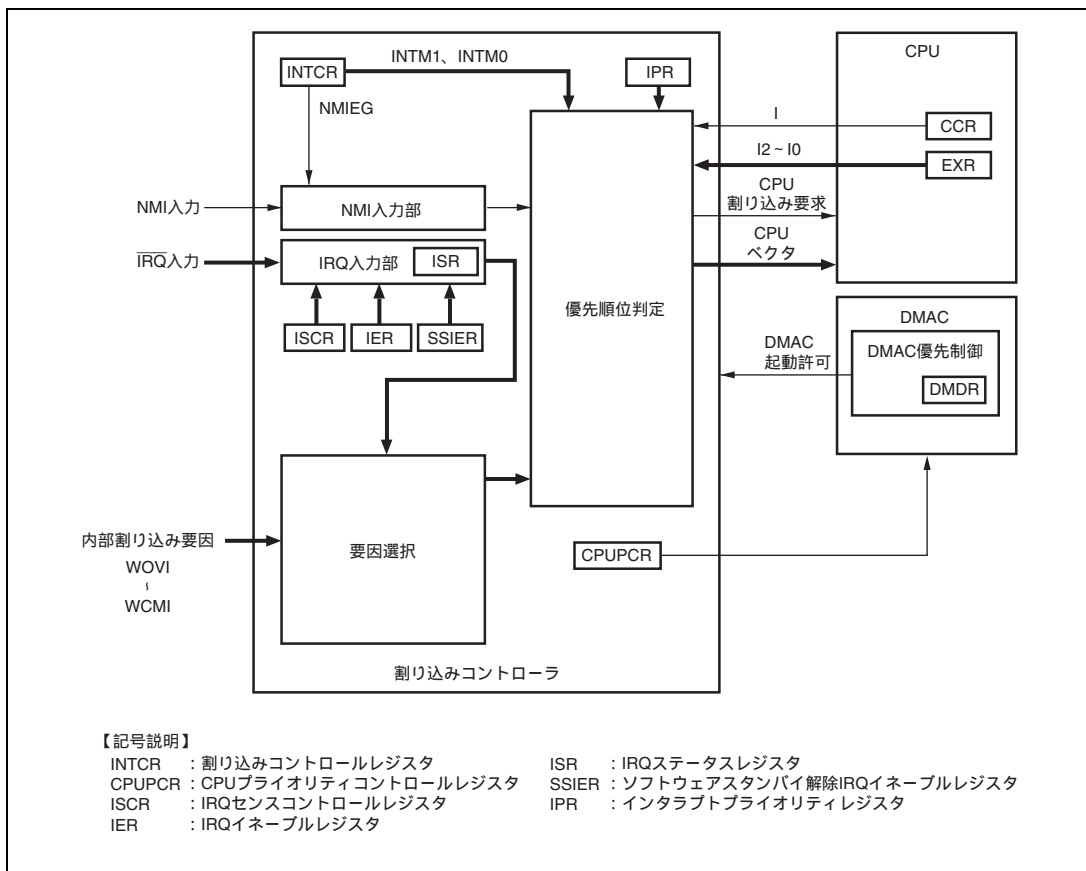 INTCR
INTM1、INTM0
IPR
CPU
NMIEG
I
CCR
I2～I0
EXR
NMI入力
NMI入力部
CPU
割り込み要求
IRQ入力
IRQ入力部
ISR
CPU
ベクタ
優先順位判定
ISCR
IER
SSIER
DMAC
DMAC
起動許可
DMAC優先制御
DMDR
内部割り込み要因
WOVI
～
WCMI
要因選択
CPUPCR
割り込みコントローラ
【記号説明】
INTCR :割り込みコントロールレジスタ
CPUPCR :CPUプライオリティコントロールレジスタ
ISCR :IRQセンスコントロールレジスタ
IER :IRQイネーブルレジスタ
ISR :IRQステータスレジスタ
SSIER :ソフトウェアスタンバイ解除IRQイネーブルレジスタ
IPR :インタラプトプライオリティレジスタ